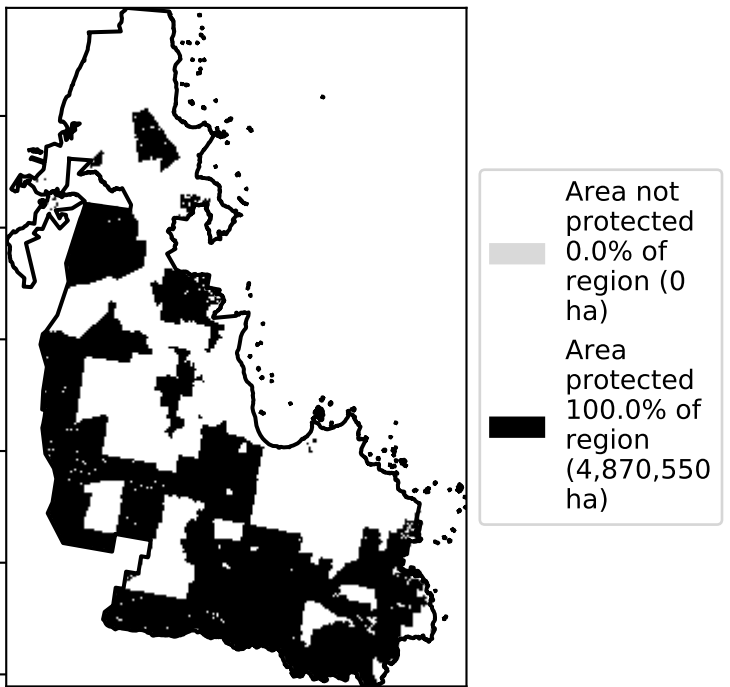 Area not
protected
0.0% of
region (0
ha)
Area
protected
100.0% of
region
(4,870,550
ha)